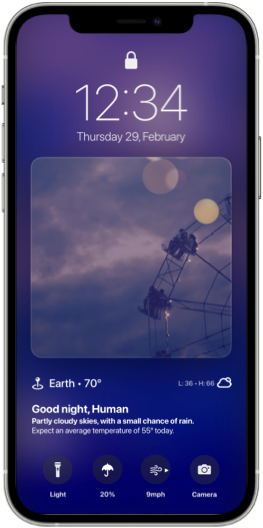 12:34
Thursday 29, February
Earth • 70°
L: 36 • H: 66
Good night, Human
Partly cloudy skies, with a small chance of rain.
Expect an average temperature of 55° today.
Light
20%
9mph
Camera